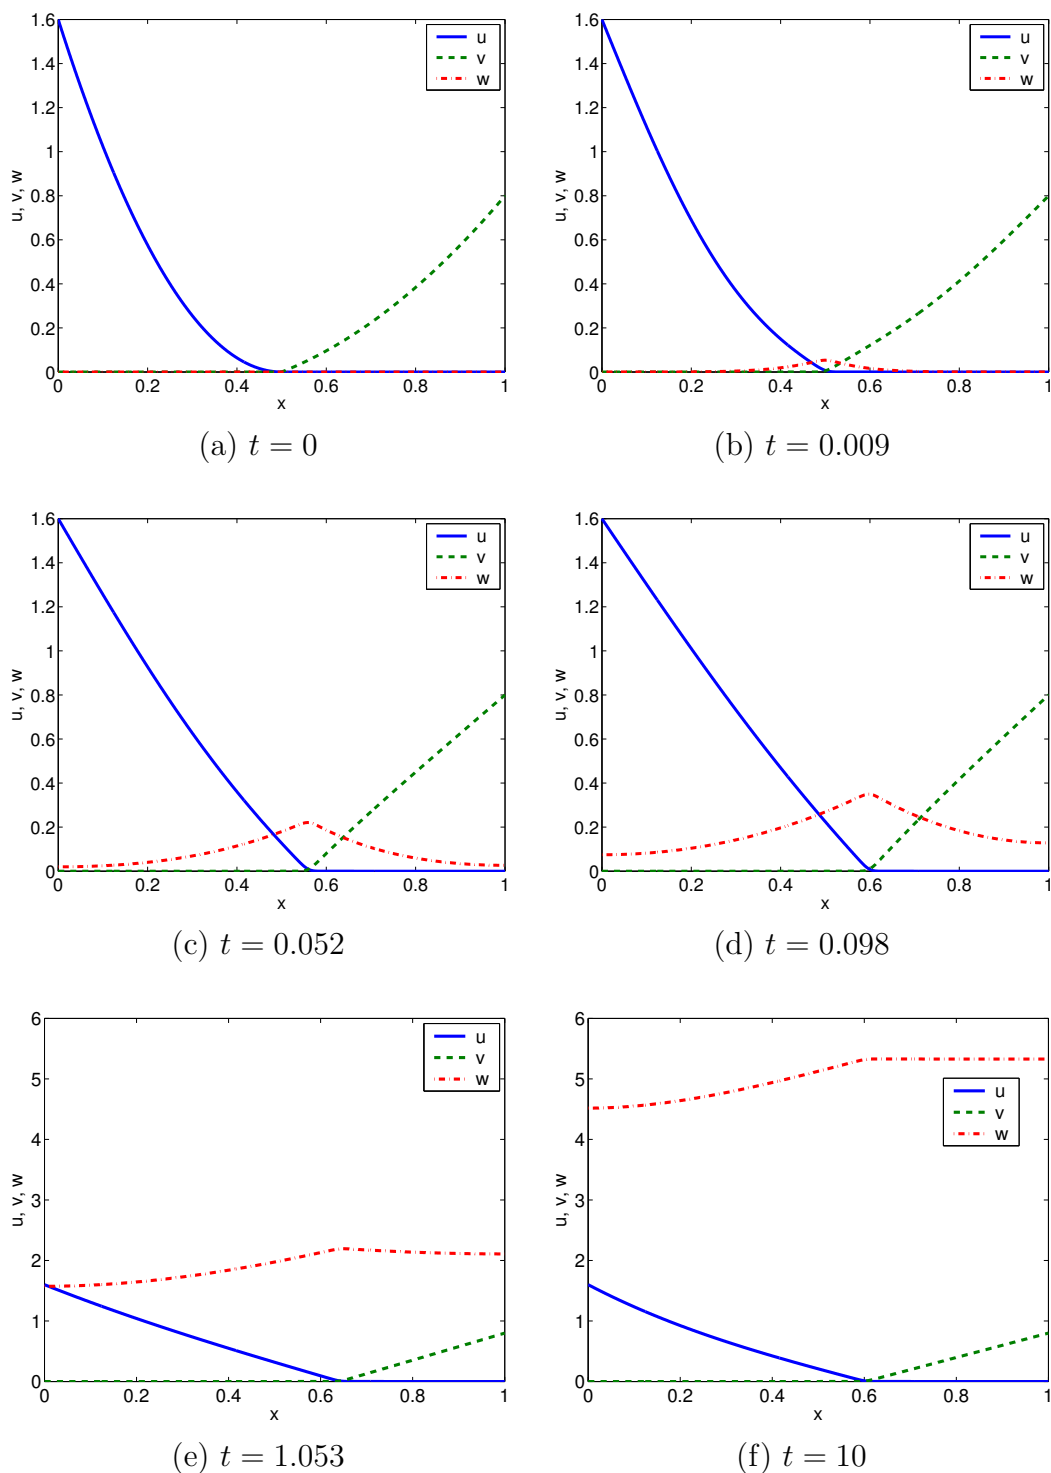 1.6
1.4
1.2
1
0.8
0.6
0.4
0.2
0
u, v, w
0 0.2 0.4 0.6 0.8 1
x
u
v
w
(a) t = 0
1.6
1.4
1.2
1
0.8
0.6
0.4
0.2
0
u, v, w
0 0.2 0.4 0.6 0.8 1
x
u
v
w
(b) t = 0.009
1.6
1.4
1.2
1
0.8
0.6
0.4
0.2
0
u, v, w
0 0.2 0.4 0.6 0.8 1
x
u
v
w
(c) t = 0.052
1.6
1.4
1.2
1
0.8
0.6
0.4
0.2
0
u, v, w
0 0.2 0.4 0.6 0.8 1
x
u
v
w
(d) t = 0.098
6
5
4
3
2
1
0
u, v, w
0 0.2 0.4 0.6 0.8 1
x
u
v
w
(e) t = 1.053
6
5
4
3
2
1
0
u, v, w
0 0.2 0.4 0.6 0.8 1
x
u
v
w
(f) t = 10